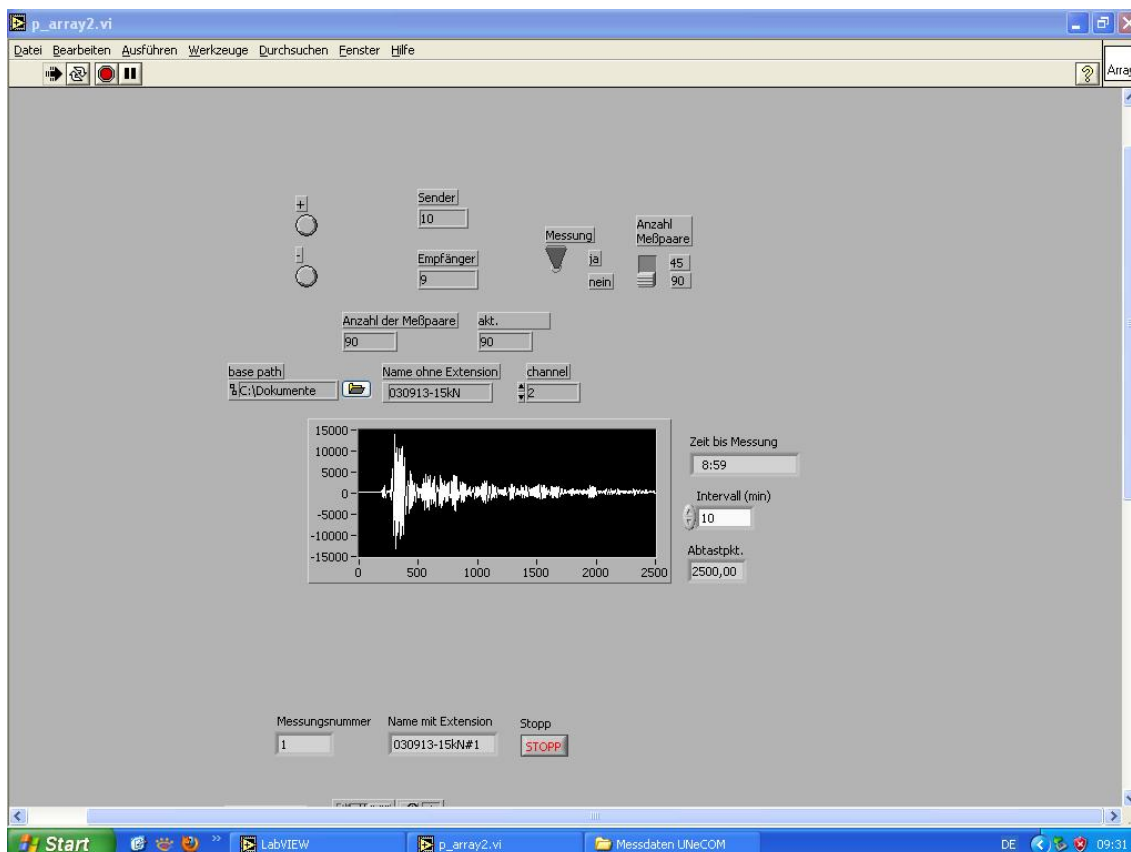 p_array2.vi
Datei Bearbeiten Ausführen Werkzeuge Durchsuchen Fenster Hilfe
Array
+
Sender
10
-
Empfänger
9
Messung
ja
nein
Anzahl
Meßpaare
45
90
Anzahl der Meßpaare akt.
90 90
base path Name ohne Extension channel
C:\Dokumente 030913-15kN 2
15000
10000
5000
0
-5000
-10000
-15000
0 500 1000 1500 2000 2500
Zeit bis Messung
8:59
Intervall (min)
10
Abtastpkt.
2500,00
Messungsnummer Name mit Extension Stopp
1 030913-15kN#1 STOPP
Start LabVIEW p_array2.vi Messdaten UNeCOM DE 09:31